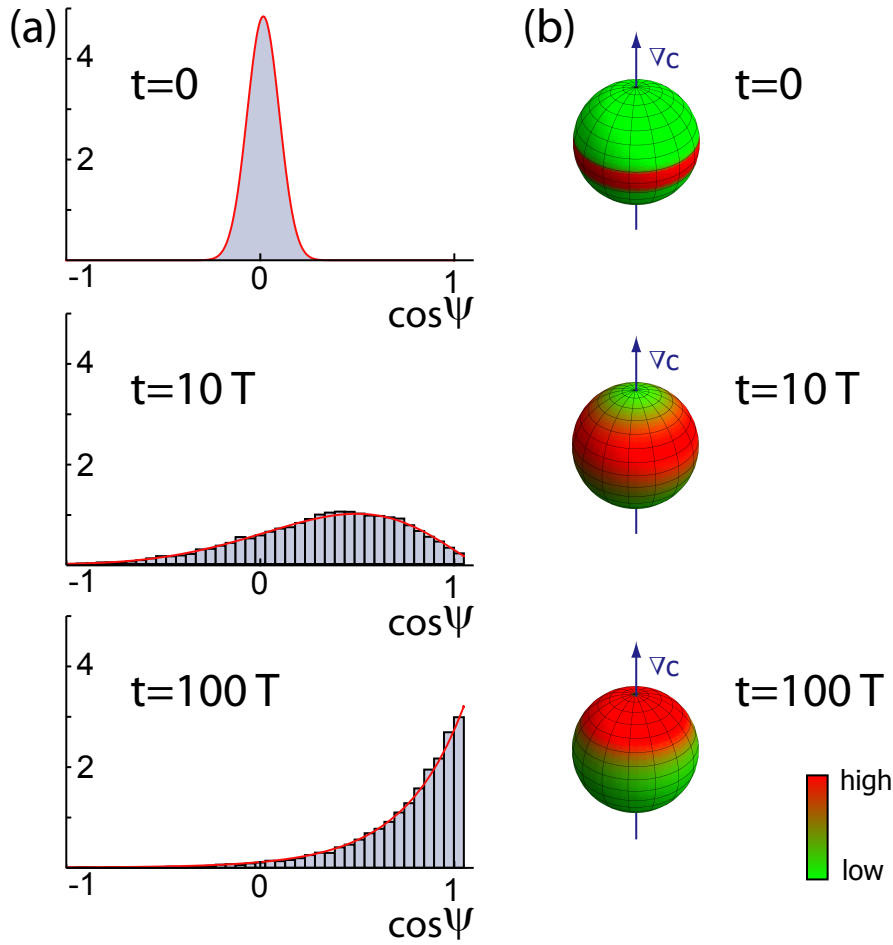 (a)
t=0
4
2
-1 0 1
cosΨ
t=10 T
4
2
-1 0 1
cosΨ
t=100 T
4
2
-1 0 1
cosΨ
(b)
∇c
t=0
∇c
t=10 T
∇c
t=100 T
high
low